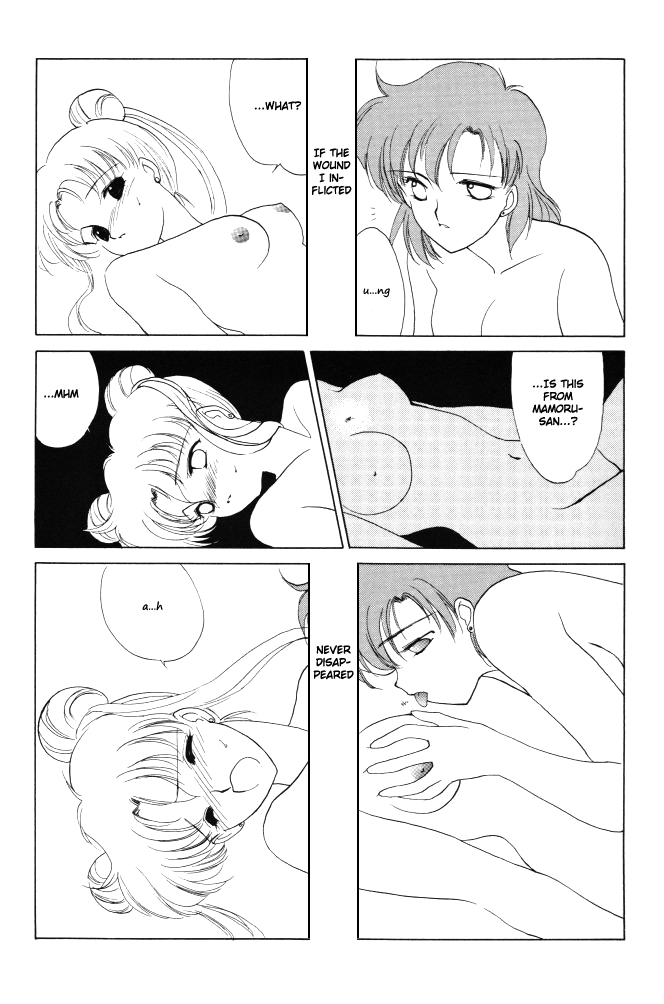 u...ng
IF THE
WOUND
I IN-
FLICTED
...WHAT?
...IS THIS
FROM
MAMORU-
SAN...?
...MHM
NEVER
DISAP-
PEARED
a...h